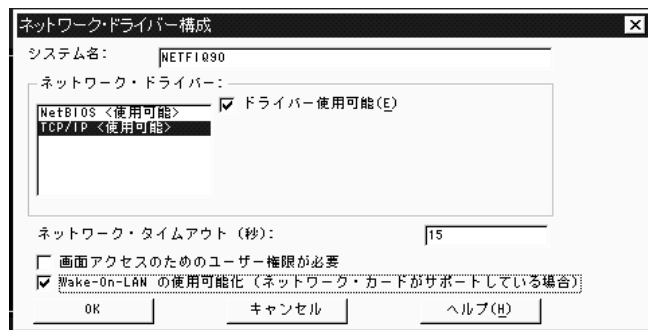 ネットワーク・ドライバー構成
システム名: NETFIQ90
ネットワーク・ドライバー:
NetBIOS <使用可能>
TCP/IP <使用可能>
ドライバー使用可能(E)
ネットワーク・タイムアウト (秒): 15
画面アクセスのためのユーザー権限が必要
Wake-On-LAN の使用可能化 (ネットワーク・カードがサポートしている場合)
OK キャンセル ヘルプ(H)